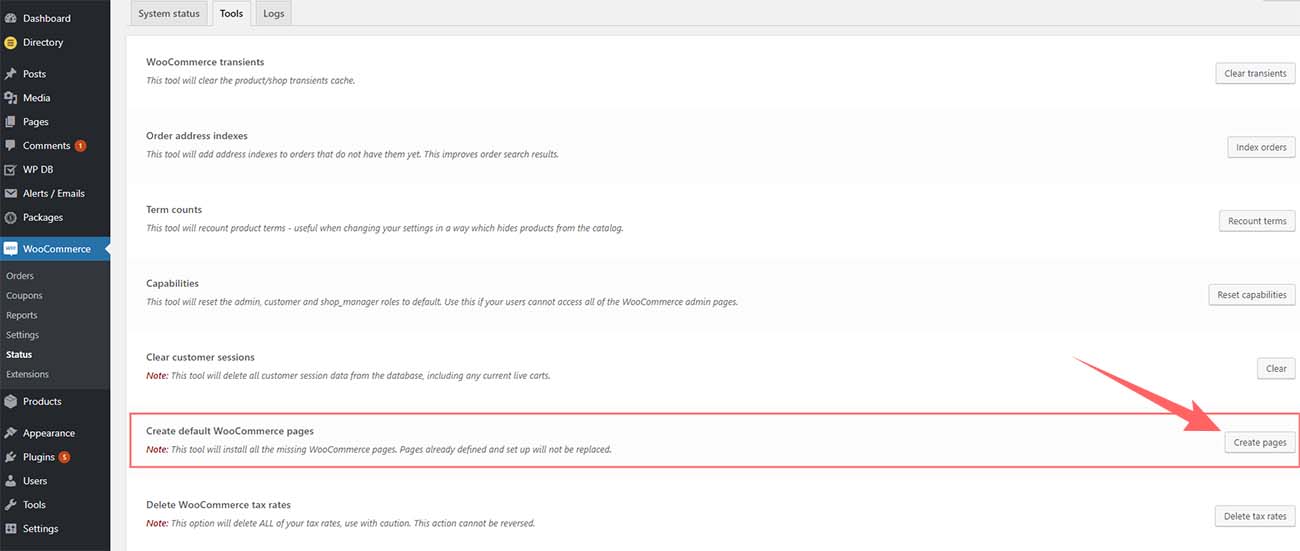 Dashboard
Directory
Posts
Media
Pages
Comments 1
WP DB
Alerts / Emails
Packages
WooCommerce
Orders
Coupons
Reports
Settings
Status
Extensions
Products
Appearance
Plugins 5
Users
Tools
Settings
System status Tools Logs
WooCommerce transients
This tool will clear the product/shop transients cache.
Clear transients
Order address indexes
This tool will add address indexes to orders that do not have them yet. This improves order search results.
Index orders
Term counts
This tool will recount product terms - useful when changing your settings in a way which hides products from the catalog.
Recount terms
Capabilities
This tool will reset the admin, customer and shop_manager roles to default. Use this if your users cannot access all of the WooCommerce admin pages.
Reset capabilities
Clear customer sessions
Note: This tool will delete all customer session data from the database, including any current live carts.
Clear
Create default WooCommerce pages
Note: This tool will install all the missing WooCommerce pages. Pages already defined and set up will not be replaced.
Create pages
Delete WooCommerce tax rates
Note: This option will delete ALL of your tax rates, use with caution. This action cannot be reversed.
Delete tax rates